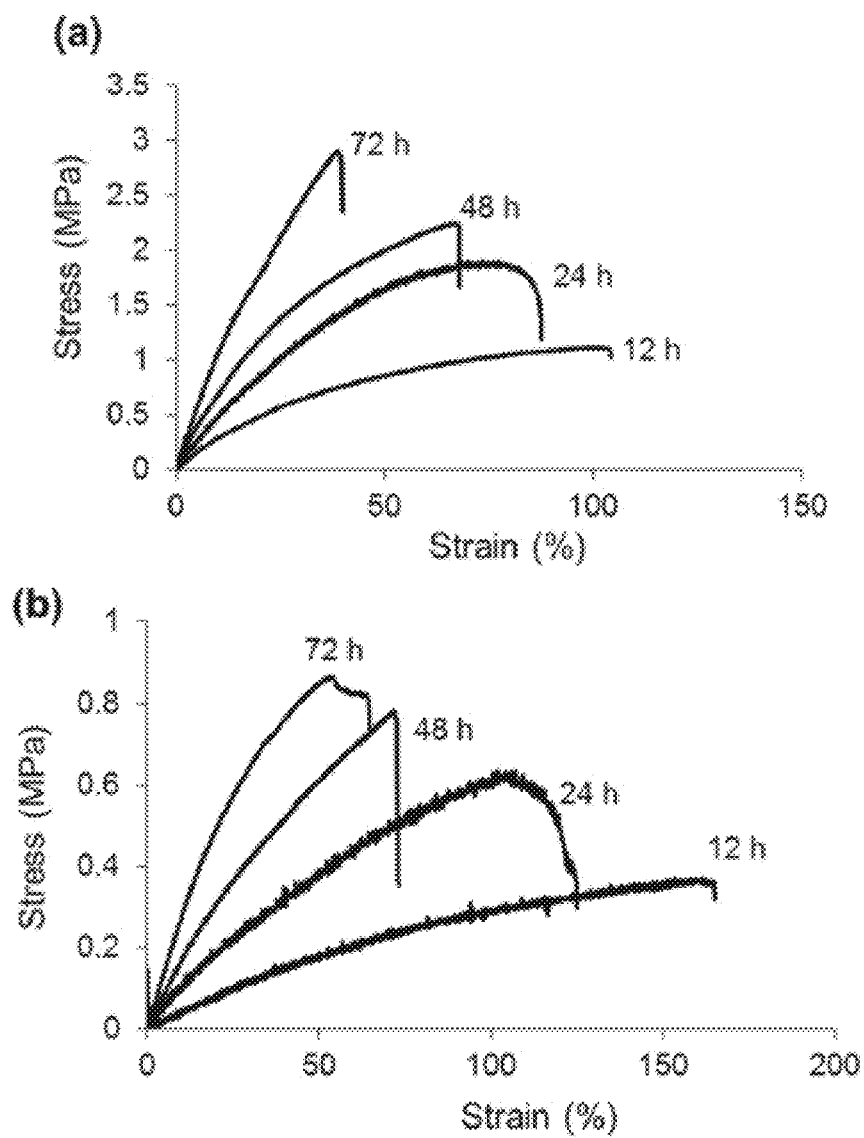 (a)
3.5
3
2.5
2
1.5
1
0.5
0
Stress (MPa)
72 h
48 h
24 h
12 h
0 50 100 150
Strain (%)
(b)
1
0.8
0.6
0.4
0.2
0
Stress (MPa)
72 h
48 h
24 h
12 h
0 50 100 150 200
Strain (%)